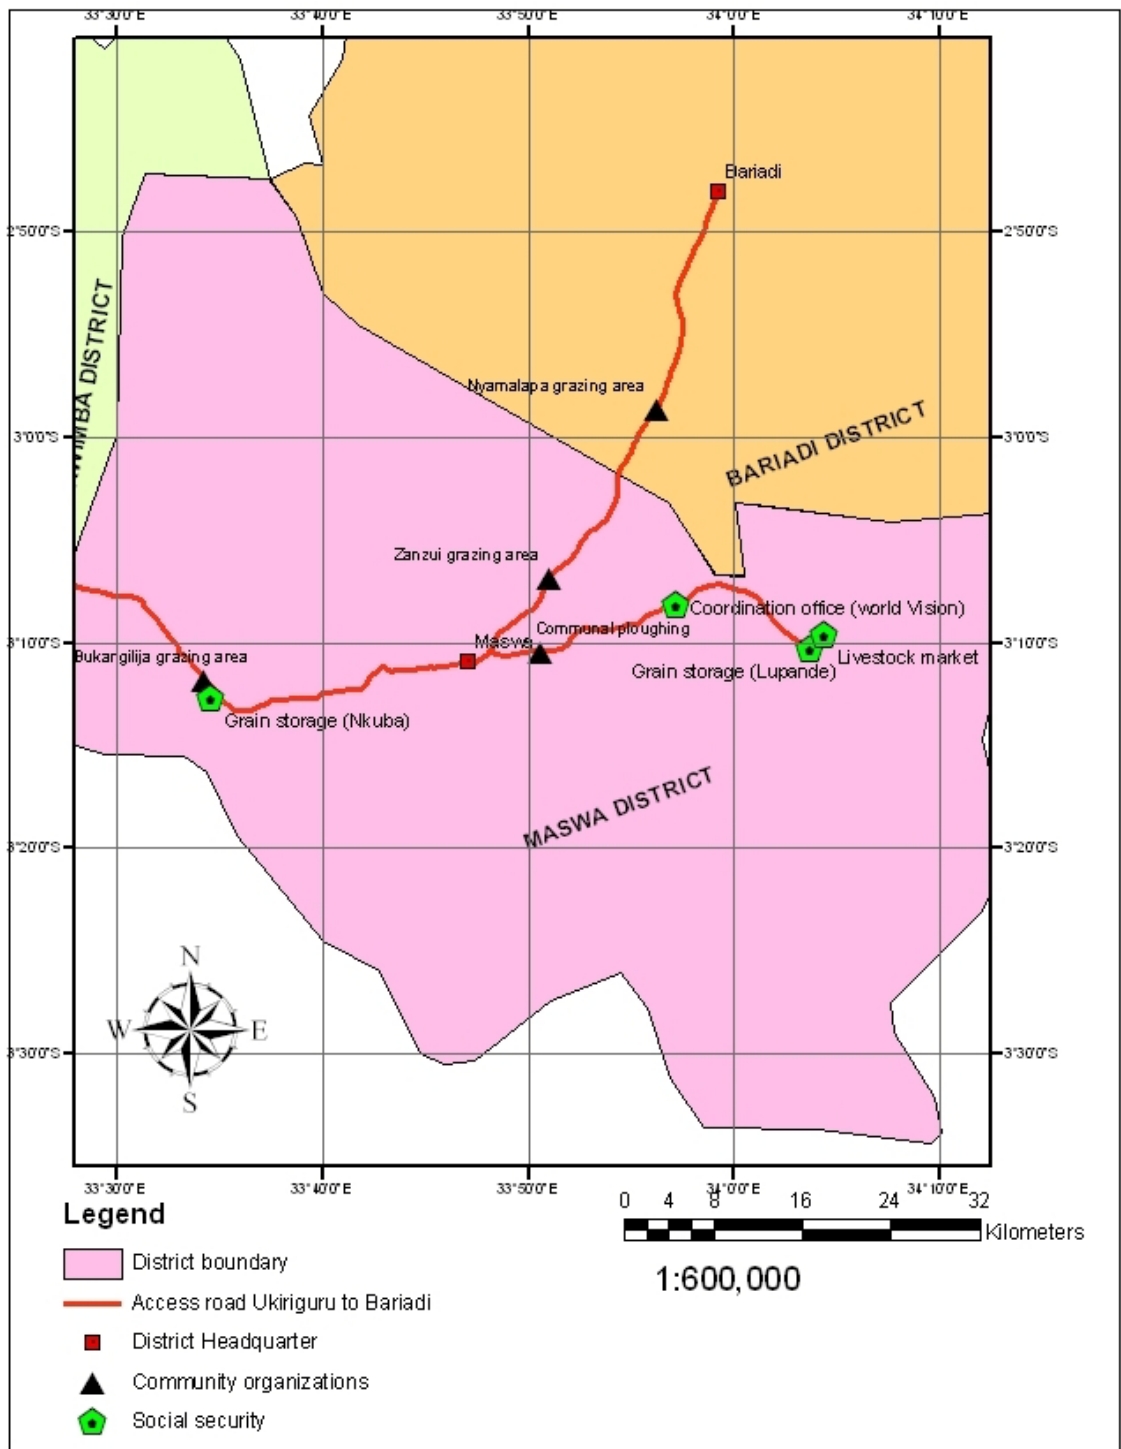 33°30'0"E 33°40'0"E 33°50'0"E 34°0'0"E 34°10'0"E
Bariadi
2°50'0"S 2°50'0"S
DISTRICT
Nyamalapa grazing area
BARIADI DISTRICT
3°0'0"S 3°0'0"S
Zanzui grazing area
Coordination office (world Vision)
Communal ploughing
3°10'0"S Maswa 3°10'0"S
Bukangilija grazing area
Livestock market
Grain storage (Lupande)
Grain storage (Nkuba)
MASWA DISTRICT
3°20'0"S 3°20'0"S
N
W E
S
3°30'0"S 3°30'0"S
33°30'0"E 33°40'0"E 33°50'0"E 34°0'0"E 34°10'0"E
0 4 8 16 24 32
Kilometers
1:600,000
Legend
District boundary
Access road Ukiriguru to Bariadi
District Headquarter
Community organizations
Social security